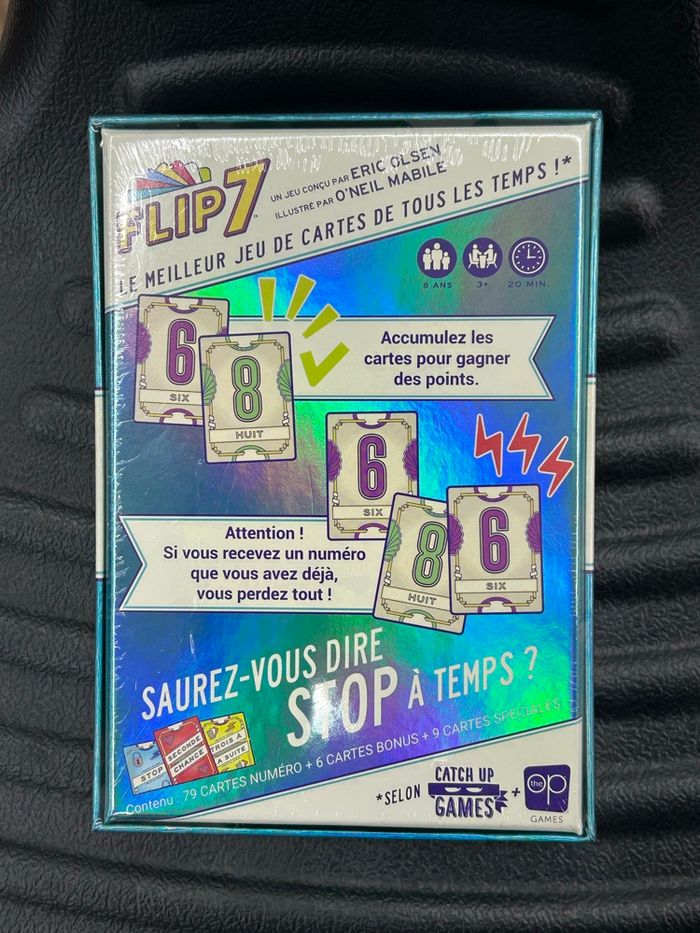 FLIP 7
UN JEU CONÇU PAR ERIC OLSEN
ILLUSTRÉ PAR O'NEIL MABILE
LE MEILLEUR JEU DE CARTES DE TOUS LES TEMPS !*
8 ANS 3+ 20 MIN.
6
SIX
8
HUIT
Accumulez les
cartes pour gagner
des points.
6
SIX
8
HUIT
6
SIX
Attention !
Si vous recevez un numéro
que vous avez déjà,
vous perdez tout !
SAUREZ-VOUS DIRE
STOP À TEMPS ?
STOP
SECONDE
CHANCE
TROIS À
LA SUITE
Contenu : 79 CARTES NUMÉRO + 6 CARTES BONUS + 9 CARTES SPÉCIALES
*SELON CATCH UP GAMES + the op GAMES